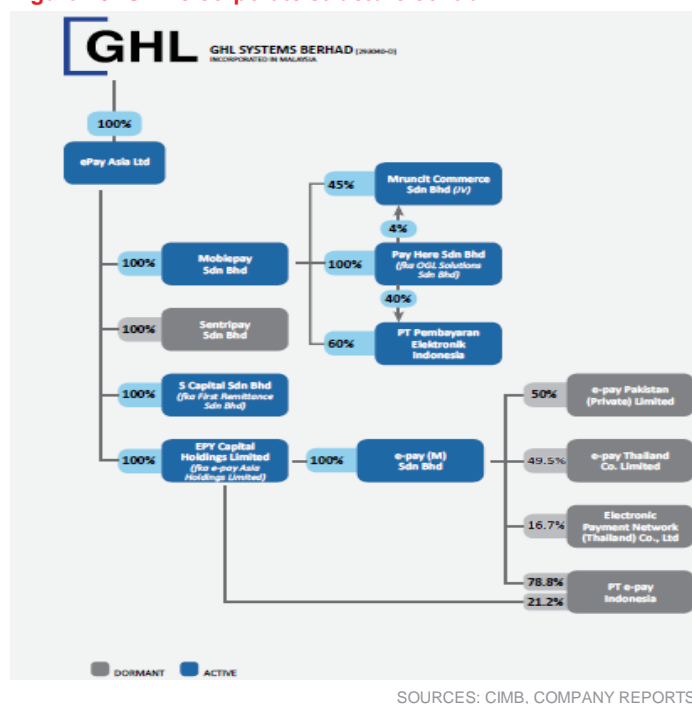 GHL
GHL SYSTEMS BERHAD (293040-D)
INCORPORATED IN MALAYSIA
100%
ePay Asia Ltd
45%
Mruncit Commerce
Sdn Bhd (JV)
4%
100%
Mobiepay
Sdn Bhd
100%
Pay Here Sdn Bhd
(fka OGL Solutions
Sdn Bhd)
40%
100%
Sentripay
Sdn Bhd
60%
PT Pembayaran
Elektronik
Indonesia
100%
S Capital Sdn Bhd
(fka First Remittance
Sdn Bhd)
50%
e-pay Pakistan
(Private) Limited
100%
EPY Capital
Holdings Limited
(fka e-pay Asia
Holdings Limited)
100%
e-pay (M)
Sdn Bhd
49.5%
e-pay Thailand
Co. Limited
16.7%
Electronic
Payment Network
(Thailand) Co., Ltd
78.8%
21.2%
PT e-pay
Indonesia
DORMANT
ACTIVE
SOURCES: CIMB, COMPANY REPORTS